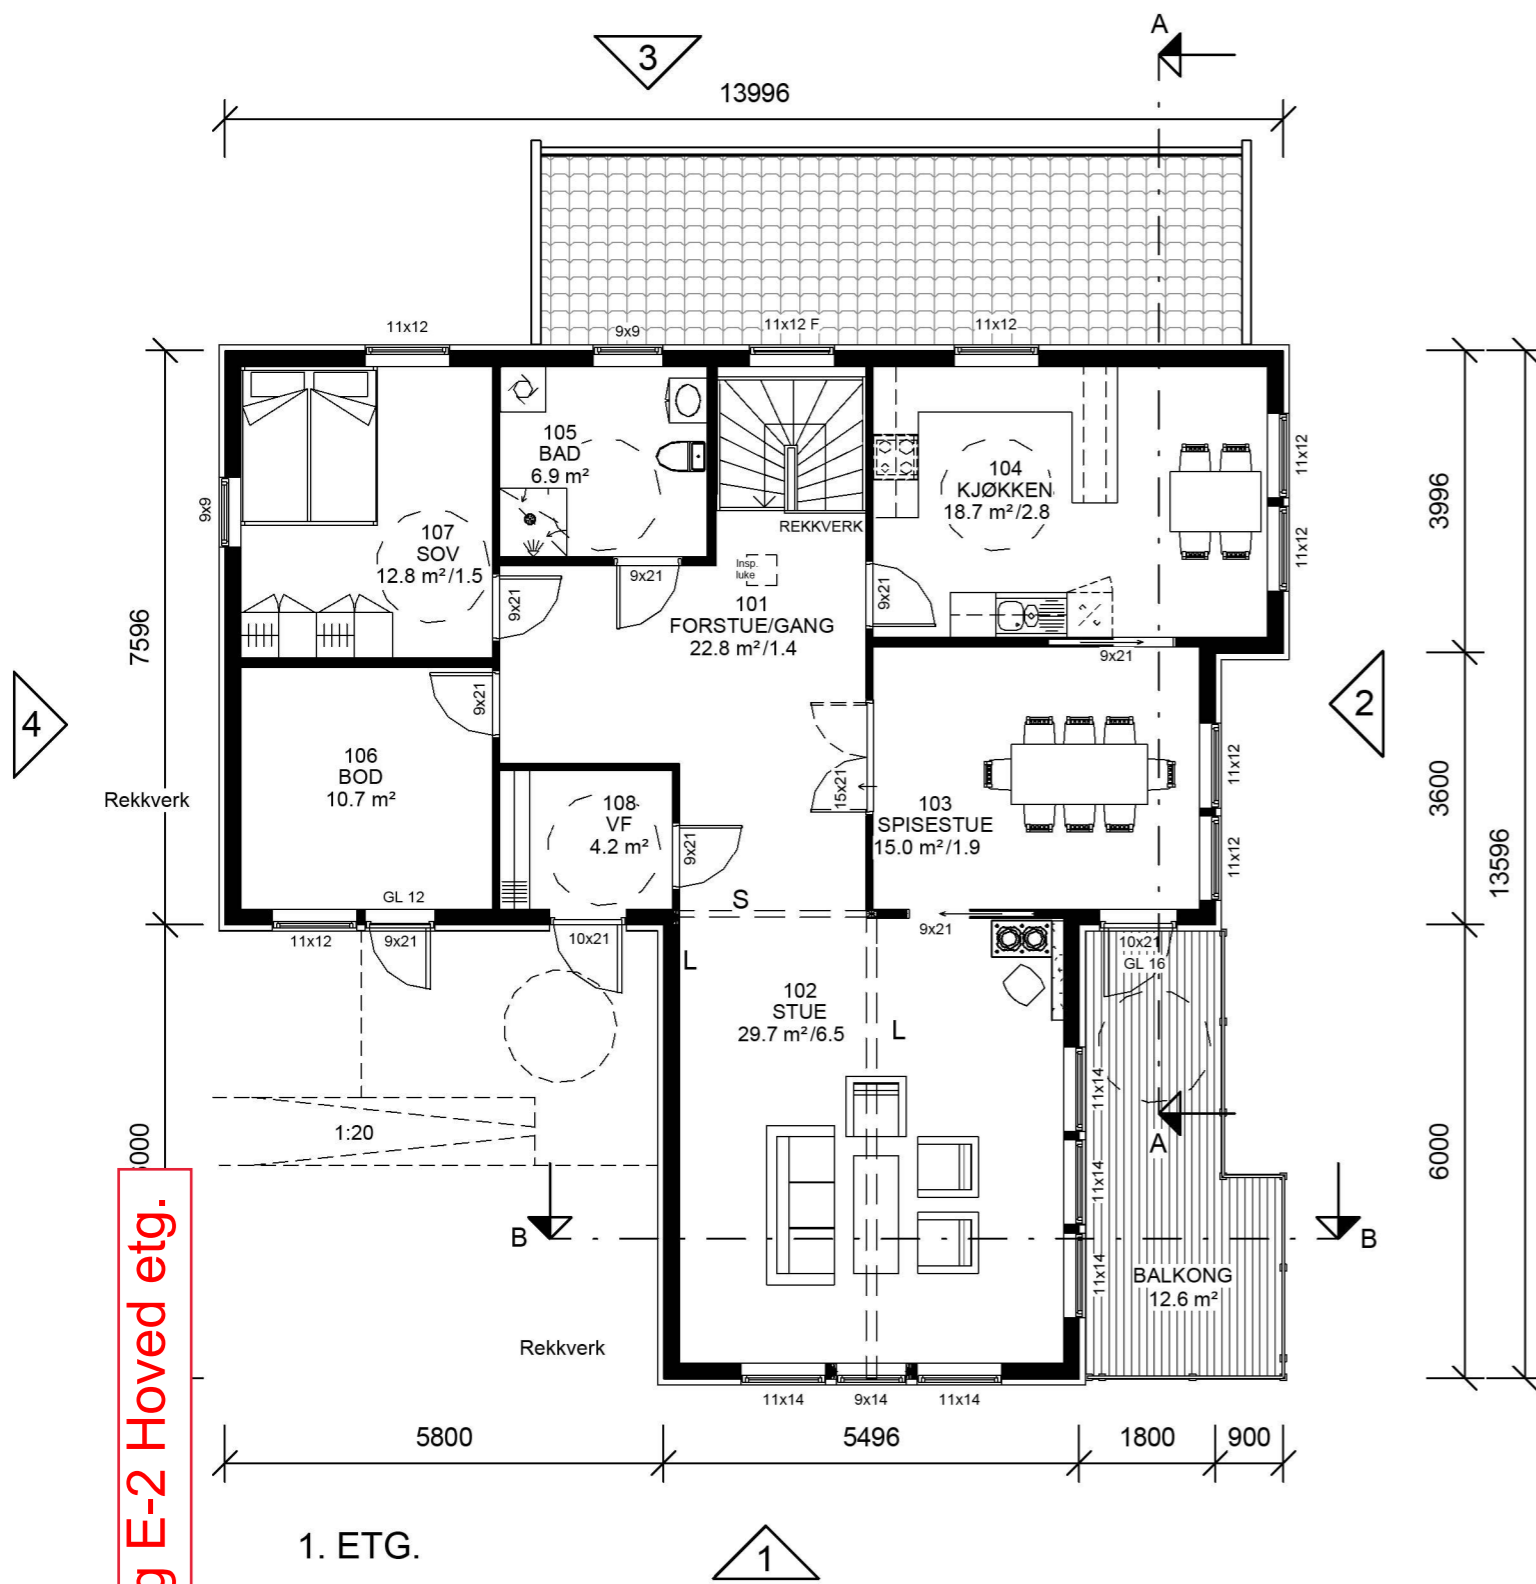 A
3
13996
11x12
9x9
11x12 F
11x12
9x9
105
BAD
6.9 m²
104
KJØKKEN
18.7 m²/2.8
11x12
11x12
3996
107
SOV
12.8 m²/1.5
REKKVERK
Insp.
luke
9x21
9x21
9x21
101
FORSTUE/GANG
22.8 m²/1.4
9x21
7596
4
2
9x21
106
BOD
10.7 m²
Rekkverk
108
VF
4.2 m²
15x21
103
SPISESTUE
15.0 m²/1.9
11x12
11x12
3600
13596
9x21
GL 12
S
11x12
9x21
10x21
9x21
10x21
GL 16
L
102
STUE
29.7 m²/6.5
L
11x14
1:20
A
000
11x14
6000
B
B
11x14
BALKONG
12.6 m²
Rekkverk
11x14
9x14
11x14
5800
5496
1800
900
g E-2 Hoved etg.
1. ETG.
1